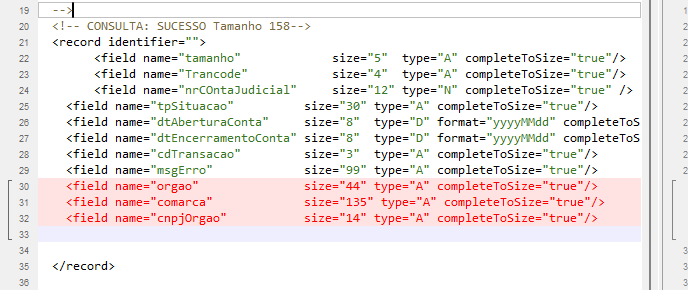 19 -->
20 <!-- CONSULTA: SUCESSO Tamanho 158-->
21 <record identifier="">
22 <field name="tamanho" size="5" type="A" completeToSize="true"/>
23 <field name="Trancode" size="4" type="A" completeToSize="true"/>
24 <field name="nrCOntaJudicial" size="12" type="N" completeToSize="true" />
25 <field name="tpSituacao" size="30" type="A" completeToSize="true"/>
26 <field name="dtAberturaConta" size="8" type="D" format="yyyyMMdd" completeToS
27 <field name="dtEncerramentoConta" size="8" type="D" format="yyyyMMdd" completeToS
28 <field name="cdTransacao" size="3" type="A" completeToSize="true"/>
29 <field name="msgErro" size="99" type="A" completeToSize="true"/>
30 <field name="orgao" size="44" type="A" completeToSize="true"/>
31 <field name="comarca" size="135" type="A" completeToSize="true"/>
32 <field name="cnpjOrgao" size="14" type="A" completeToSize="true"/>
33
34
35 </record>
36